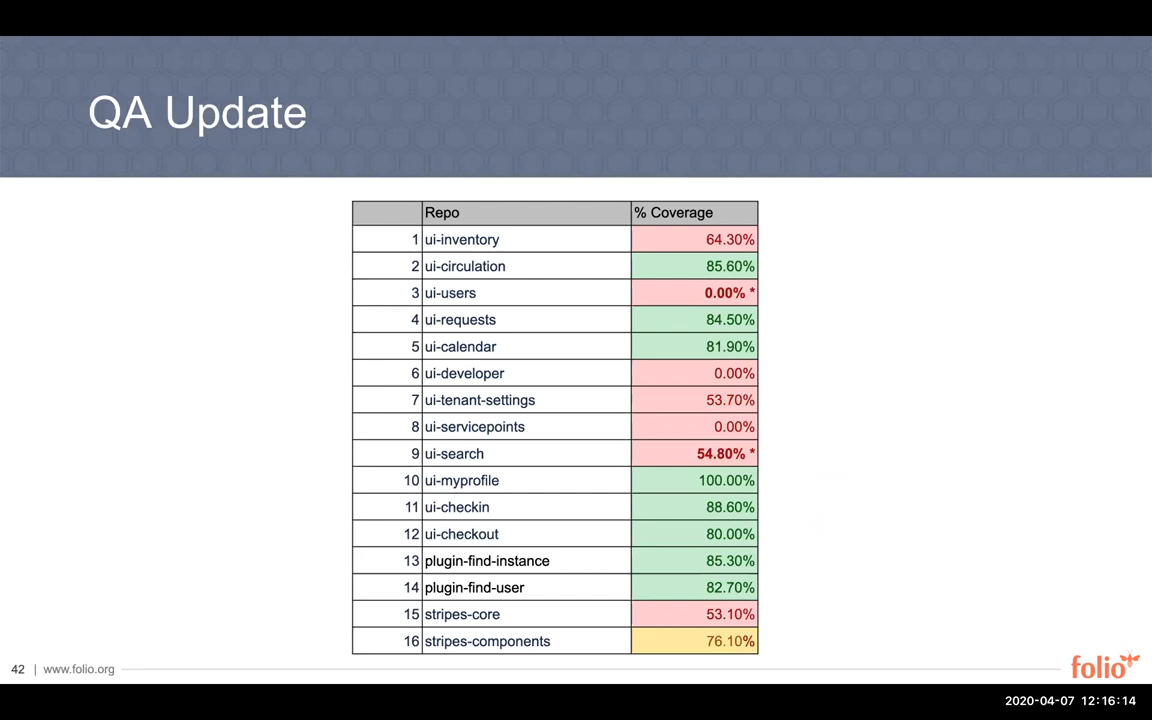 QA Update
Repo % Coverage
1 ui-inventory 64.30%
2 ui-circulation 85.60%
3 ui-users 0.00% *
4 ui-requests 84.50%
5 ui-calendar 81.90%
6 ui-developer 0.00%
7 ui-tenant-settings 53.70%
8 ui-servicepoints 0.00%
9 ui-search 54.80% *
10 ui-myprofile 100.00%
11 ui-checkin 88.60%
12 ui-checkout 80.00%
13 plugin-find-instance 85.30%
14 plugin-find-user 82.70%
15 stripes-core 53.10%
16 stripes-components 76.10%
42 | www.folio.org
folio
2020-04-07 12:16:14